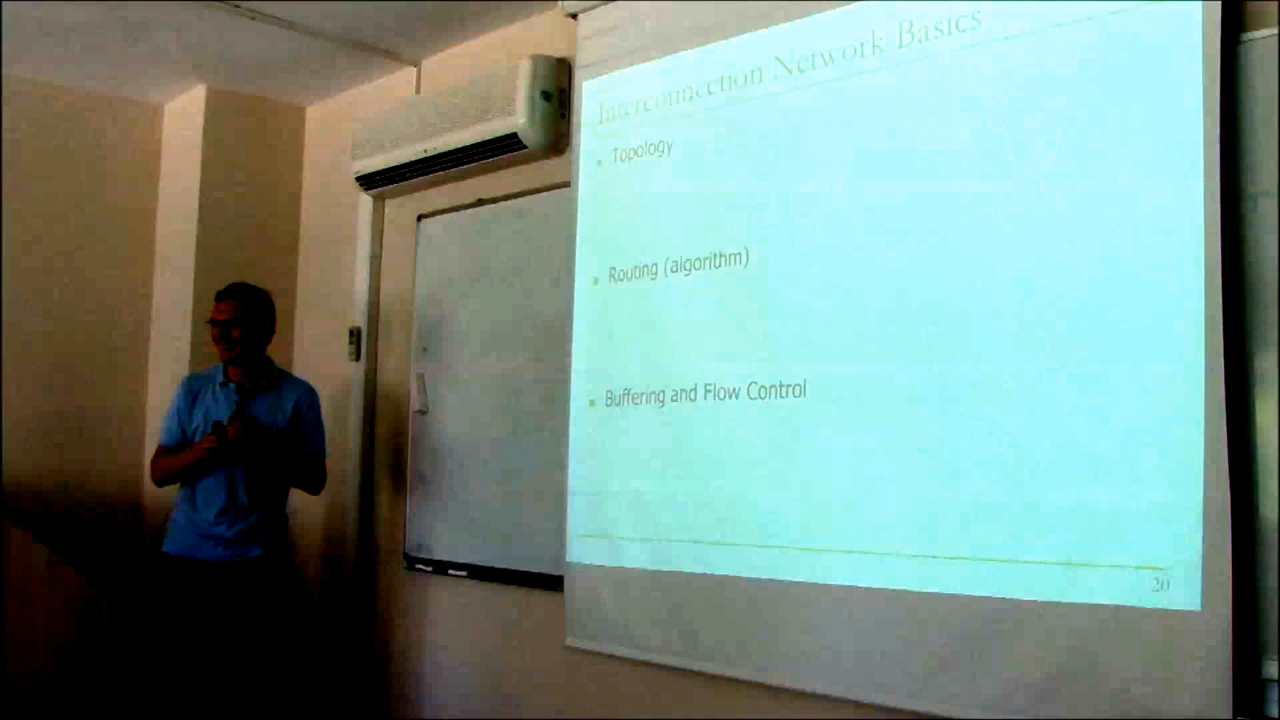 Interconnection Network Basics
Topology
Routing (algorithm)
Buffering and Flow Control
20